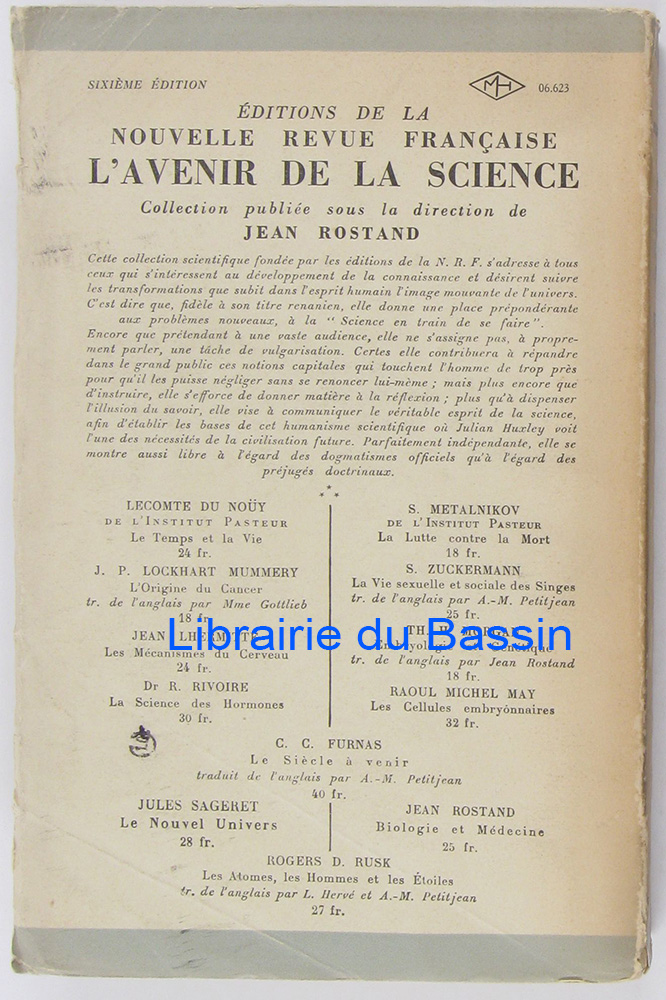 SIXIÈME ÉDITION
MH
06.623
ÉDITIONS DE LA
NOUVELLE REVUE FRANÇAISE
L'AVENIR DE LA SCIENCE
Collection publiée sous la direction de
JEAN ROSTAND
Cette collection scientifique fondée par les éditions de la N. R. F. s'adresse à tous
ceux qui s'intéressent au développement de la connaissance et désirent suivre
les transformations que subit dans l'esprit humain l'image mouvante de l'univers.
C'est dire que, fidèle à son titre renanien, elle donne une place prépondérante
aux problèmes nouveaux, à la “ Science en train de se faire”.
Encore que prétendant à une vaste audience, elle ne s'assigne pas, à propre-
ment parler, une tâche de vulgarisation. Certes elle contribuera à répandre
dans le grand public ces notions capitales qui touchent l'homme de trop près
pour qu'il les puisse négliger sans se renoncer lui-même ; mais plus encore que
d'instruire, elle s'efforce de donner matière à la réflexion ; plus qu'à dispenser
l'illusion du savoir, elle vise à communiquer le véritable esprit de la science,
afin d'établir les bases de cet humanisme scientifique où Julian Huxley voit
l'une des nécessités de la civilisation future. Parfaitement indépendante, elle se
montre aussi libre à l'égard des dogmatismes officiels qu'à l'égard des
préjugés doctrinaux.
LECOMTE DU NOÜY
DE L'INSTITUT PASTEUR
Le Temps et la Vie
24 fr.
J. P. LOCKHART MUMMERY
L'Origine du Cancer
tr. de l'anglais par Mme Gottlieb
18 fr.
JEAN LHERMITTE
Les Mécanismes du Cerveau
24 fr.
Dr R. RIVOIRE
La Science des Hormones
30 fr.
S. METALNIKOV
DE L'INSTITUT PASTEUR
La Lutte contre la Mort
18 fr.
S. ZUCKERMANN
La Vie sexuelle et sociale des Singes
tr. de l'anglais par A.-M. Petitjean
25 fr.
TH. H. MORGAN
Embryologie et Génétique
tr. de l'anglais par Jean Rostand
18 fr.
RAOUL MICHEL MAY
Les Cellules embryonnaires
32 fr.
Librairie du Bassin
C. C. FURNAS
Le Siècle à venir
traduit de l'anglais par A.-M. Petitjean
40 fr.
JULES SAGERET
Le Nouvel Univers
28 fr.
JEAN ROSTAND
Biologie et Médecine
25 fr.
ROGERS D. RUSK
Les Atomes, les Hommes et les Étoiles
tr. de l'anglais par L. Hervé et A.-M. Petitjean
27 fr.